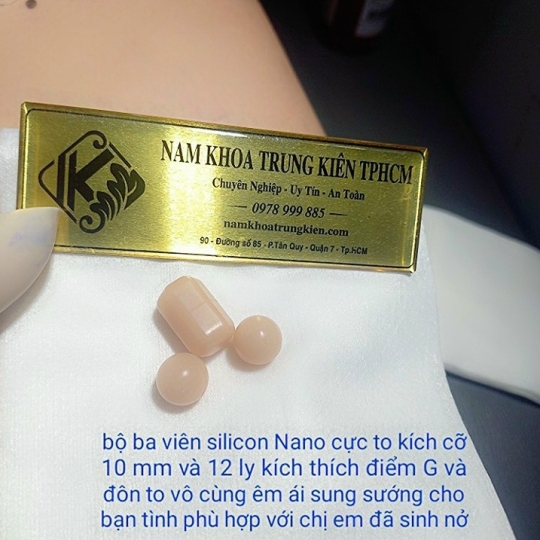 K
NAM KHOA TRUNG KIÊN TPHCM
Chuyên Nghiệp - Uy Tín - An Toàn
0978 999 885
namkhoatrungkien.com
90 - Đường số 85 - P.Tân Quy - Quận 7 - Tp.HCM
bộ ba viên silicon Nano cực to kích cỡ
10 mm và 12 ly kích thích điểm G và
đôn to vô cùng êm ái sung sướng cho
bạn tình phù hợp với chị em đã sinh nở